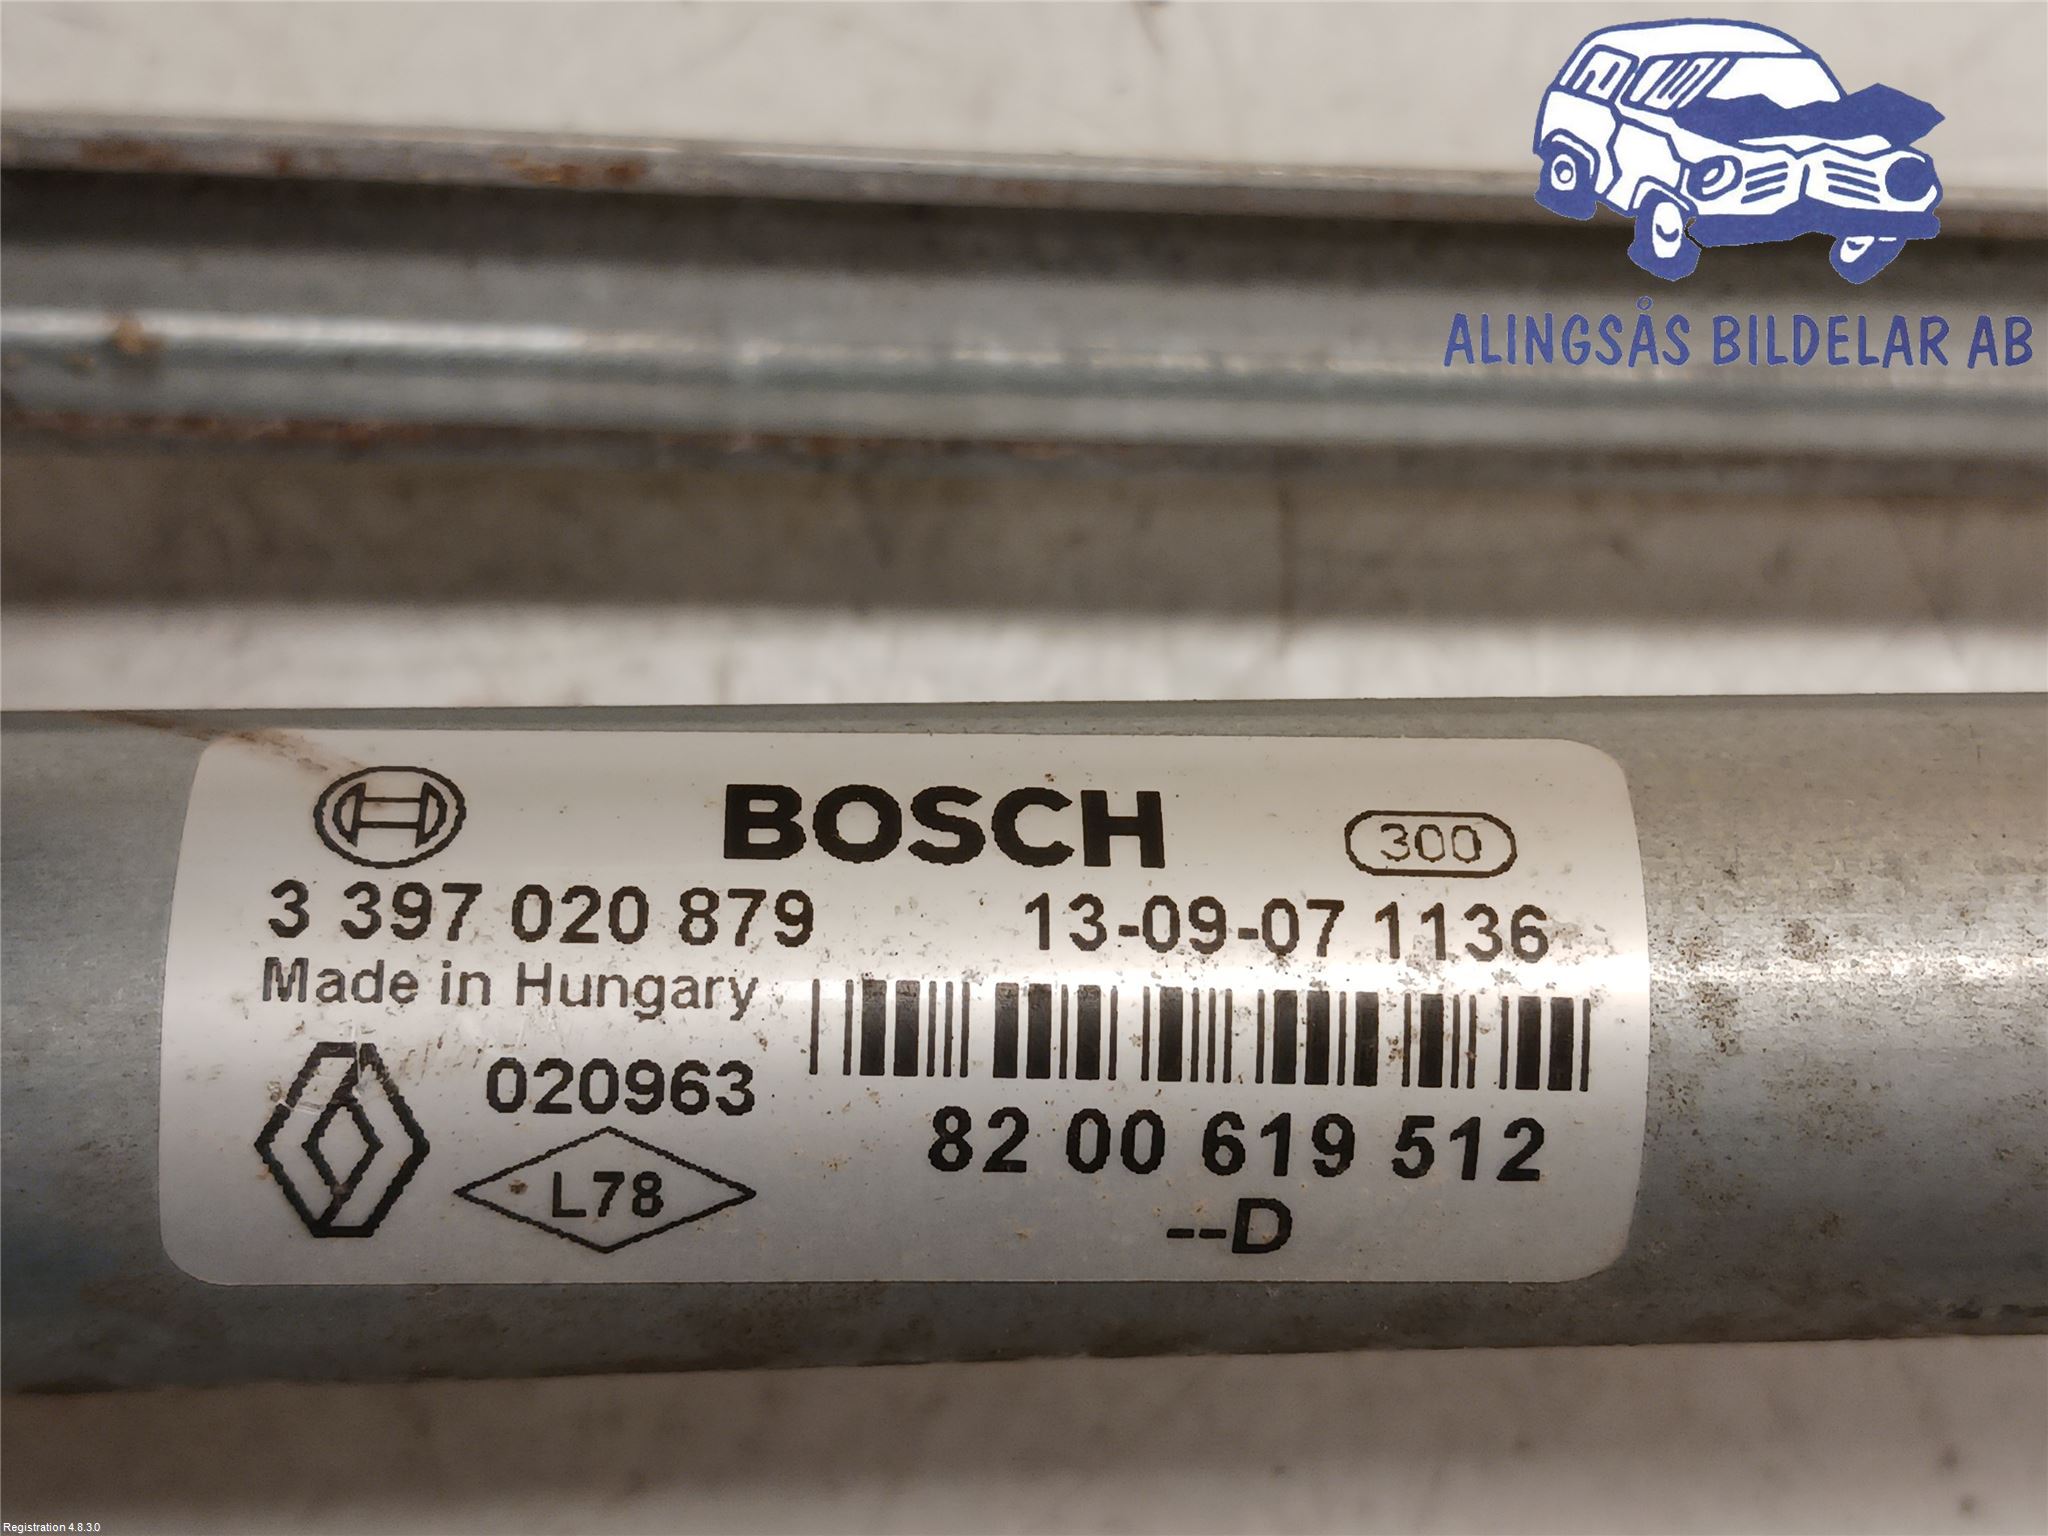 ALINGSÅS BILDELAR AB
BOSCH
300
3 397 020 879
13-09-07 1136
Made in Hungary
020963
L78
82 00 619 512
--D
Registration 4.8.3.0